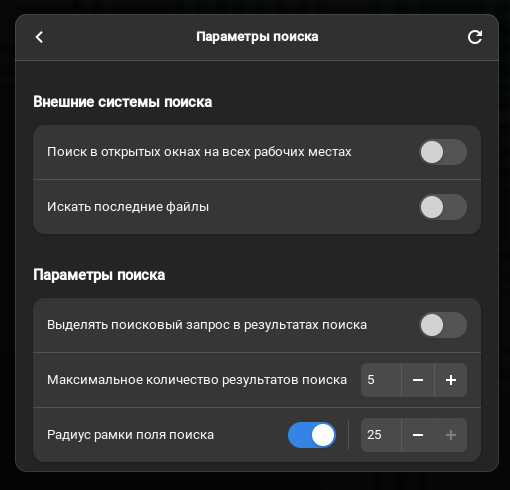 Параметры поиска
Внешние системы поиска
Поиск в открытых окнах на всех рабочих местах
Искать последние файлы
Параметры поиска
Выделять поисковый запрос в результатах поиска
Максимальное количество результатов поиска 5
Радиус рамки поля поиска 25